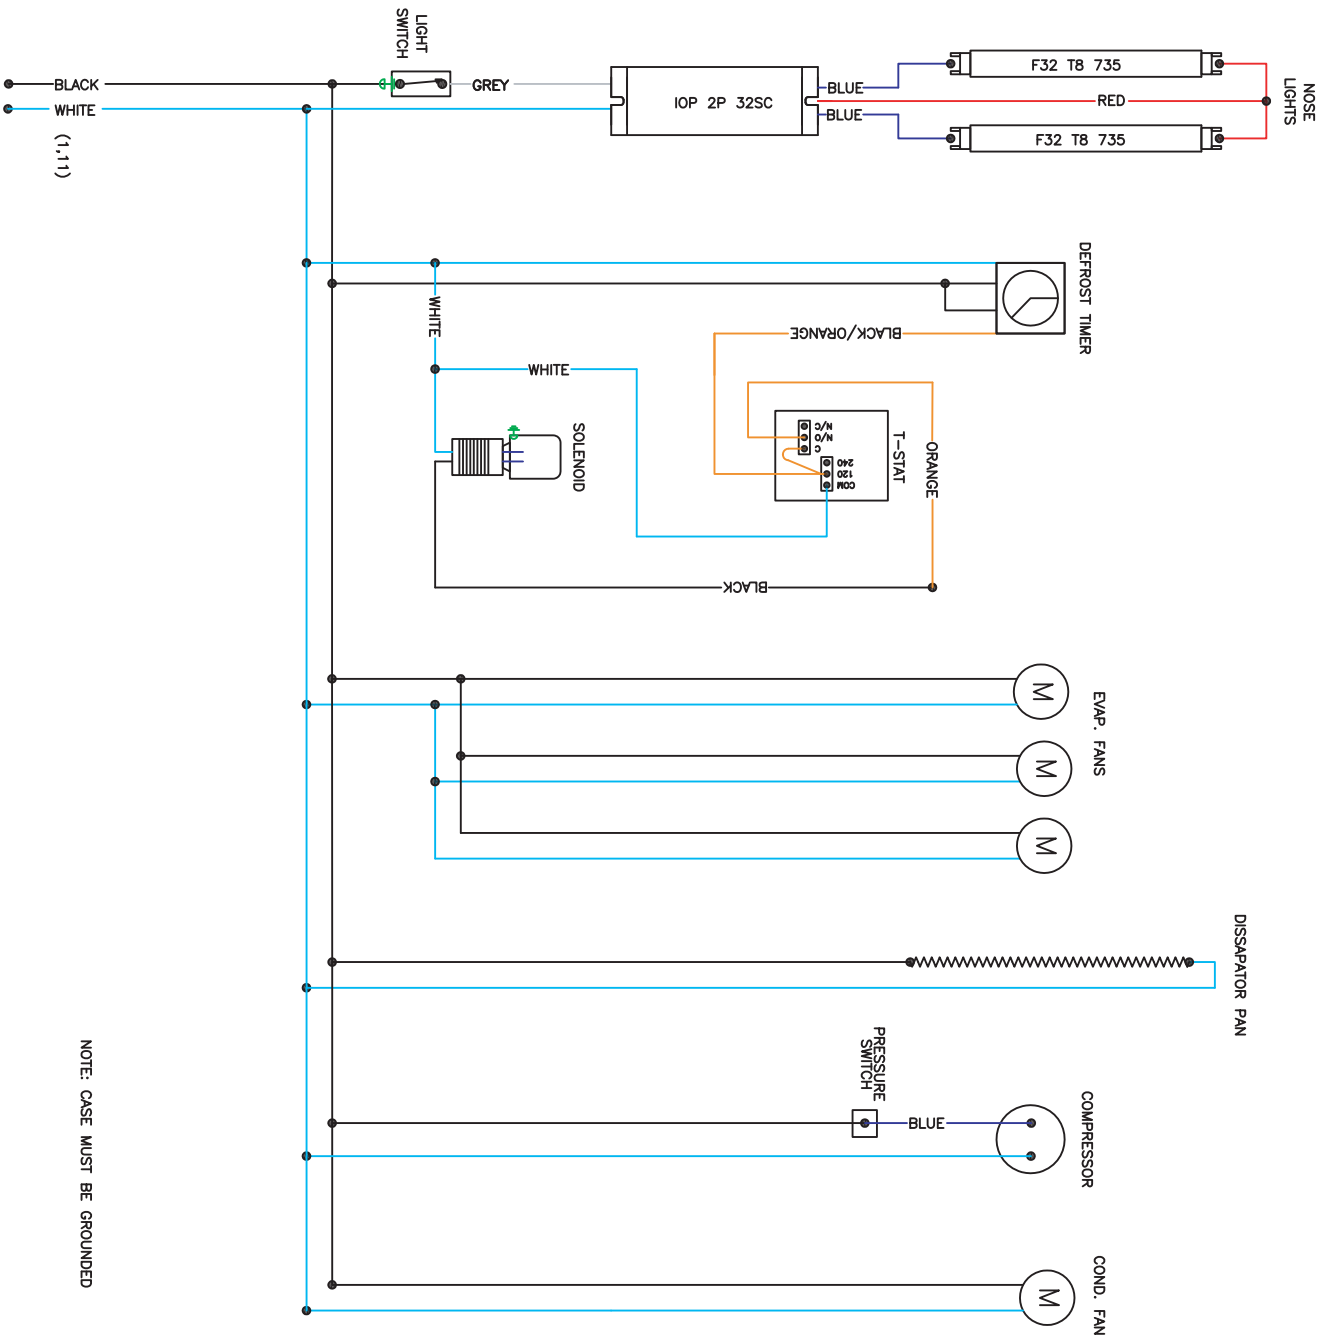 LIGHT
SWITCH
BLACK
WHITE
(1,11)
GREY
IOP 2P 32SC
BLUE
RED
BLUE
F32 T8 735
F32 T8 735
NOSE
LIGHTS
DEFROST TIMER
WHITE
BLACK/ORANGE
WHITE
SOLENOID
N/C
N/O
C
240
120
COM
T-STAT
ORANGE
BLACK
M
M
M
EVAP. FANS
DISSAPATOR PAN
PRESSURE
SWITCH
BLUE
COMPRESSOR
M
COND. FAN
NOTE: CASE MUST BE GROUNDED